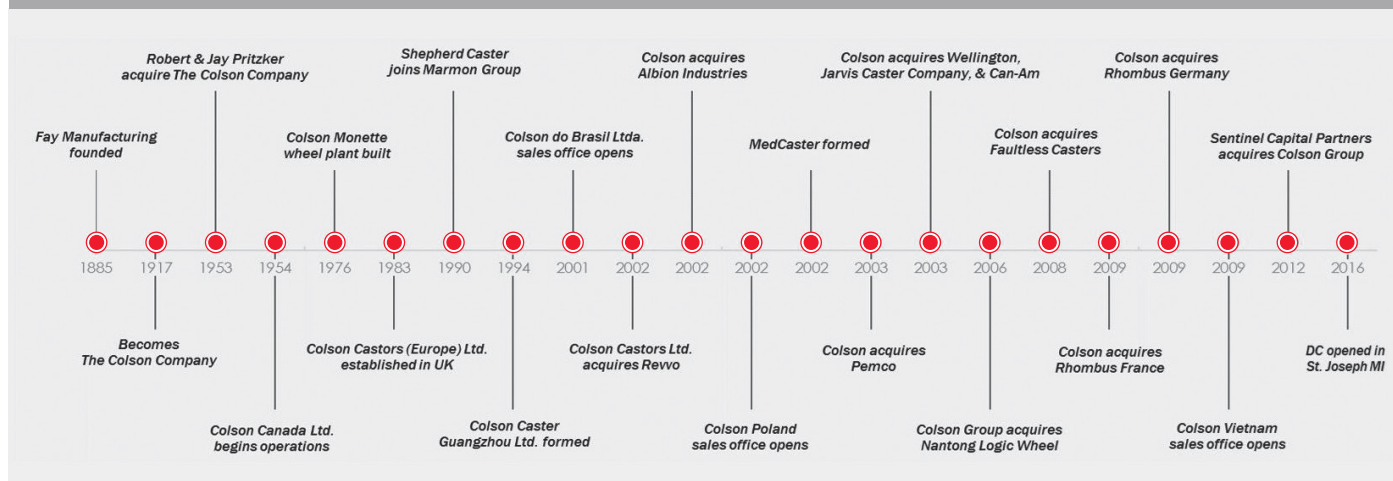 Robert & Jay Pritzker
acquire The Colson Company
Shepherd Caster
joins Marmon Group
Colson acquires
Albion Industries
Colson acquires Wellington,
Jarvis Caster Company, & Can-Am
Colson acquires
Rhombus Germany
Fay Manufacturing
founded
Colson Monette
wheel plant built
Colson do Brasil Ltda.
sales office opens
MedCaster formed
Colson acquires
Faultless Casters
Sentinel Capital Partners
acquires Colson Group
1885 1917 1953 1954 1976 1983 1990 1994 2001 2002 2002 2002 2002 2003 2003 2006 2008 2009 2009 2009 2012 2016
Becomes
The Colson Company
Colson Castors (Europe) Ltd.
established in UK
Colson Castors Ltd.
acquires Revvo
Colson acquires
Pemco
Colson acquires
Rhombus France
DC opened in
St. Joseph MI
Colson Canada Ltd.
begins operations
Colson Caster
Guangzhou Ltd. formed
Colson Poland
sales office opens
Colson Group acquires
Nantong Logic Wheel
Colson Vietnam
sales office opens